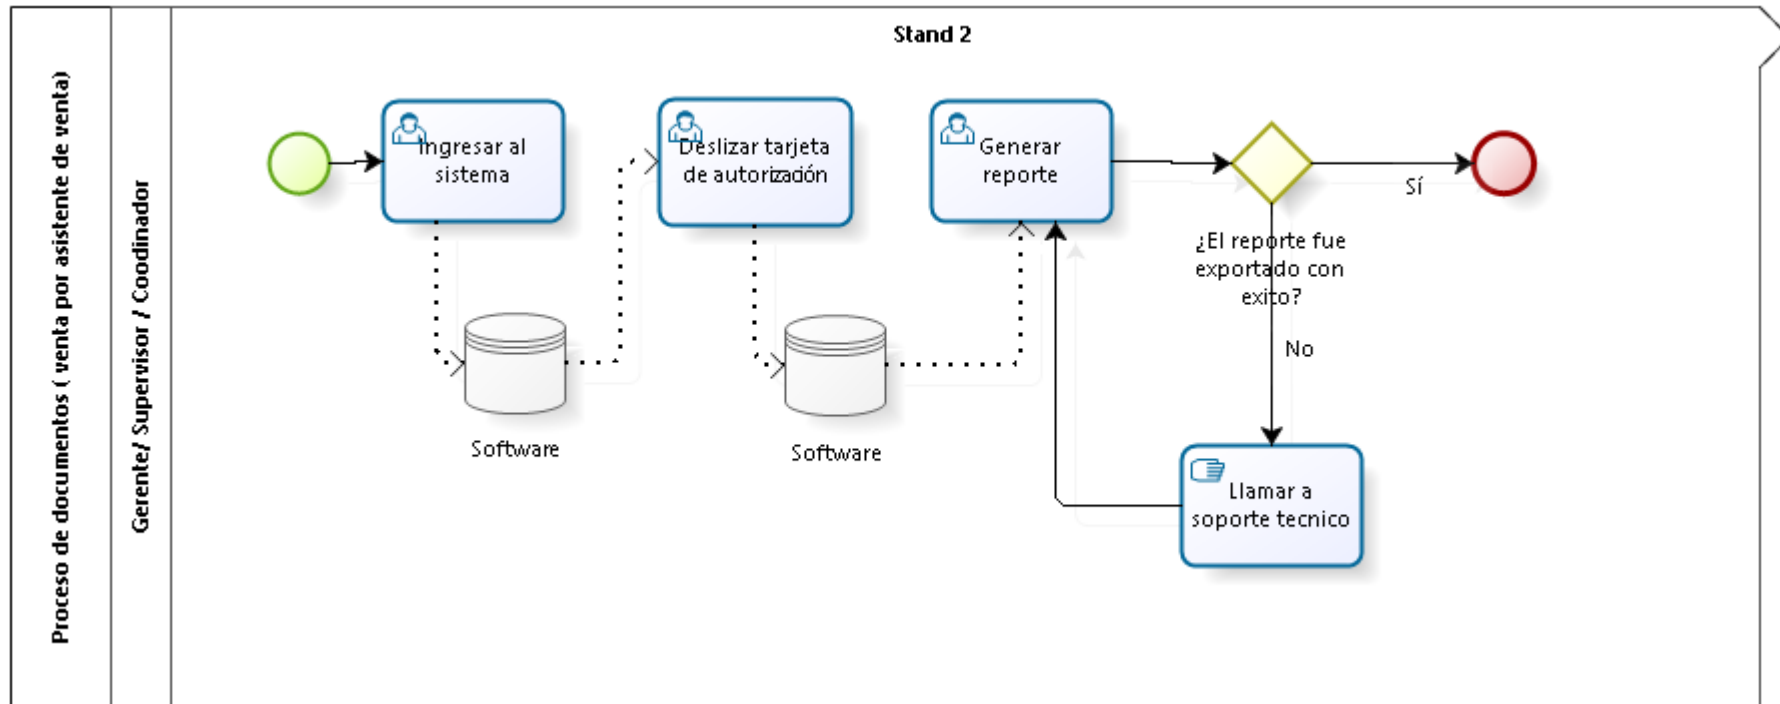 Stand 2
Proceso de documentos ( venta por asistente de venta)
Gerente/ Supervisor / Coodinador
Ingresar al
sistema
Deslizar tarjeta
de autorización
Generar
reporte
Sí
¿El reporte fue
exportado con
exito?
No
Software
Software
Llamar a
soporte tecnico